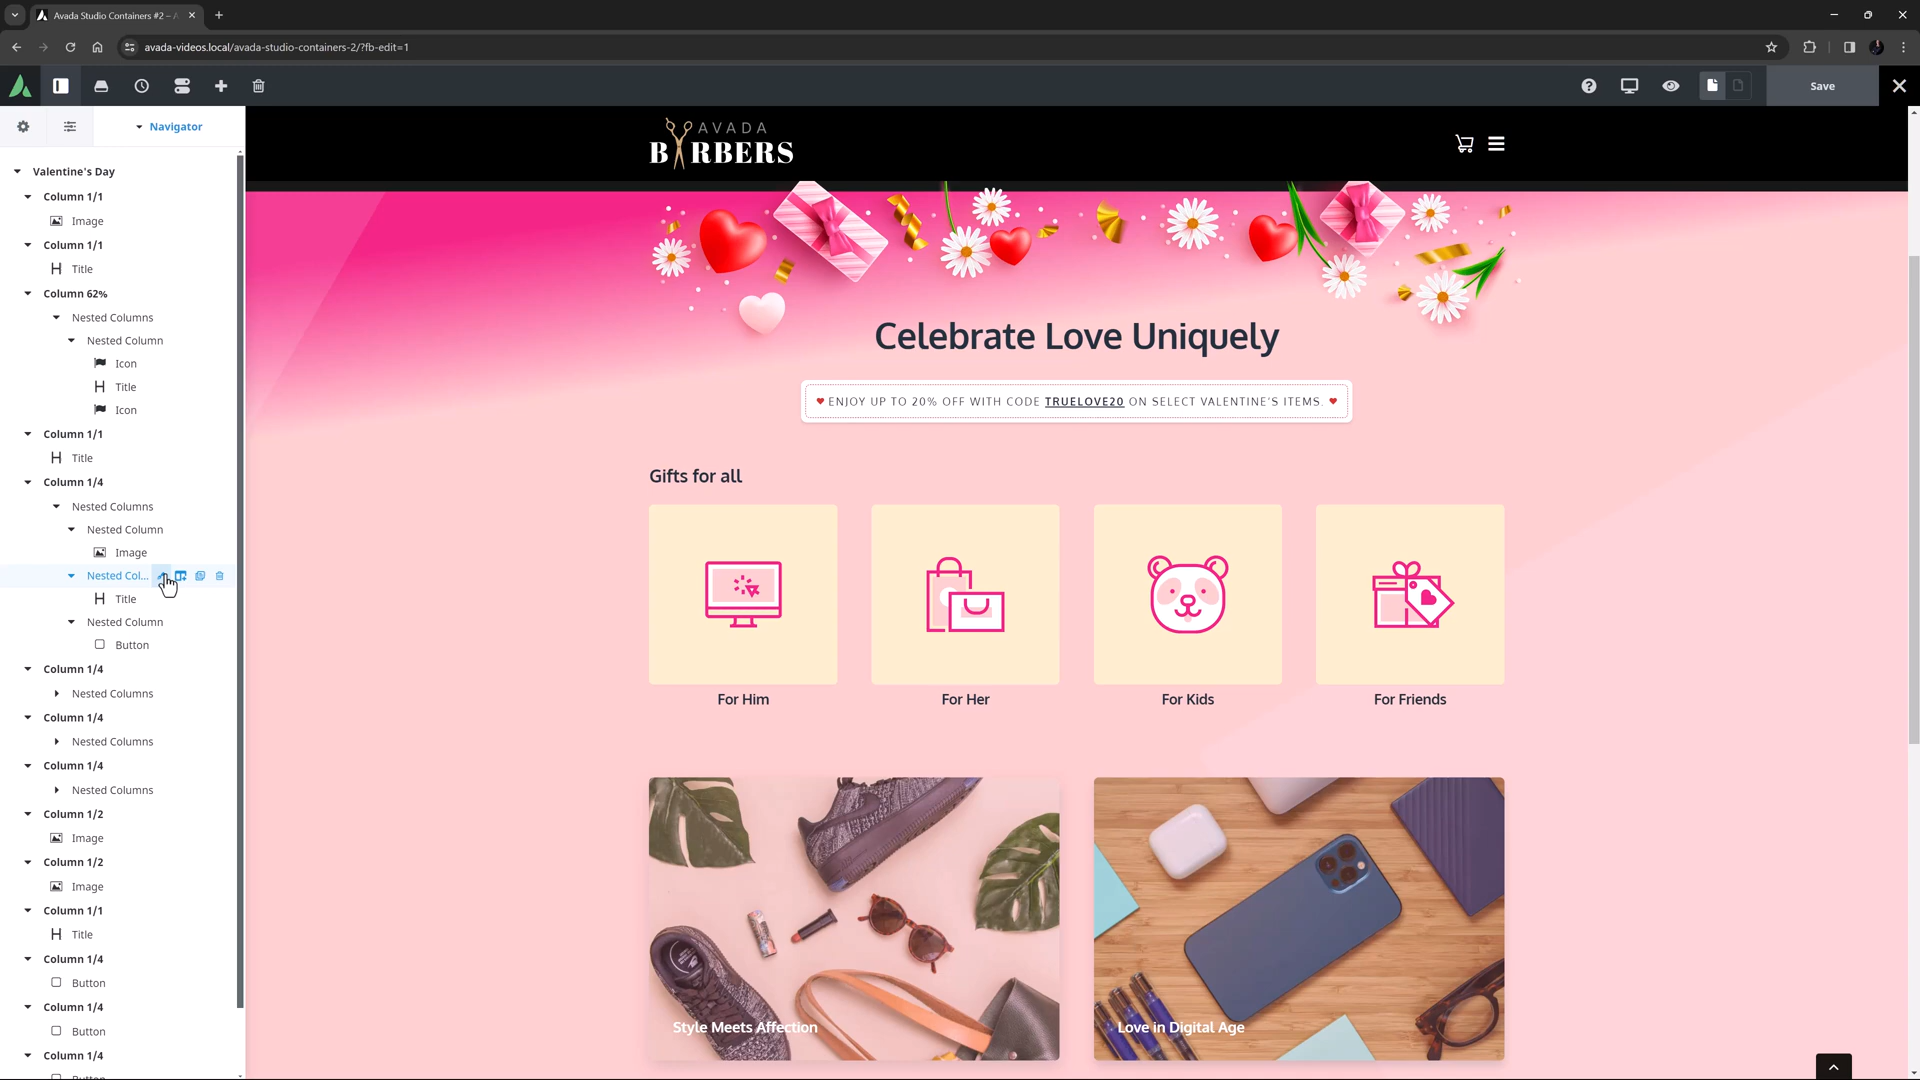 Avada Studio Containers #2 – A
avada-videos.local/avada-studio-containers-2/?fb-edit=1
Save
Navigator
Valentine's Day
Column 1/1
Image
Column 1/1
Title
Column 62%
Nested Columns
Nested Column
Icon
Title
Icon
Column 1/1
Title
Column 1/4
Nested Columns
Nested Column
Image
Nested Col...
Title
Nested Column
Button
Column 1/4
Nested Columns
Column 1/4
Nested Columns
Column 1/4
Nested Columns
Column 1/2
Image
Column 1/2
Image
Column 1/1
Title
Column 1/4
Button
Column 1/4
Button
Column 1/4
Button
AVADA
BARBERS
Celebrate Love Uniquely
ENJOY UP TO 20% OFF WITH CODE TRUELOVE20 ON SELECT VALENTINE'S ITEMS.
Gifts for all
For Him
For Her
For Kids
For Friends
Style Meets Affection
Love in Digital Age